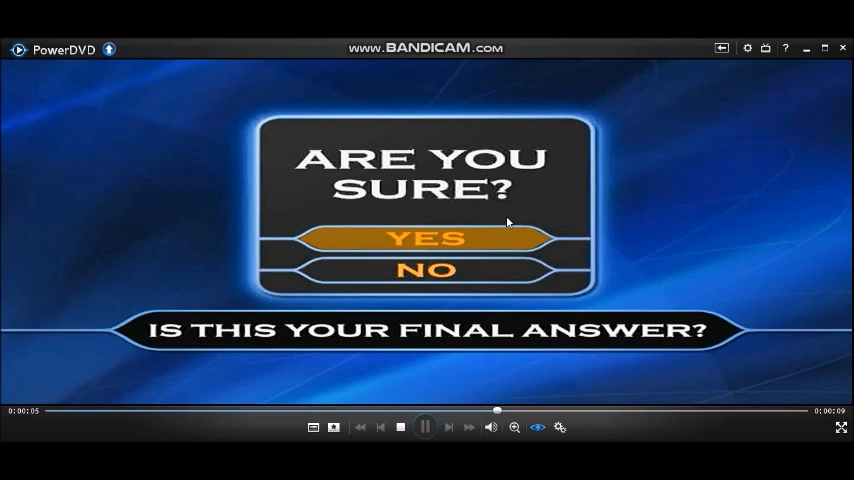 PowerDVD
www.BANDICAM.com
?
ARE YOU
SURE?
YES
NO
IS THIS YOUR FINAL ANSWER?
0:00:05
0:00:09